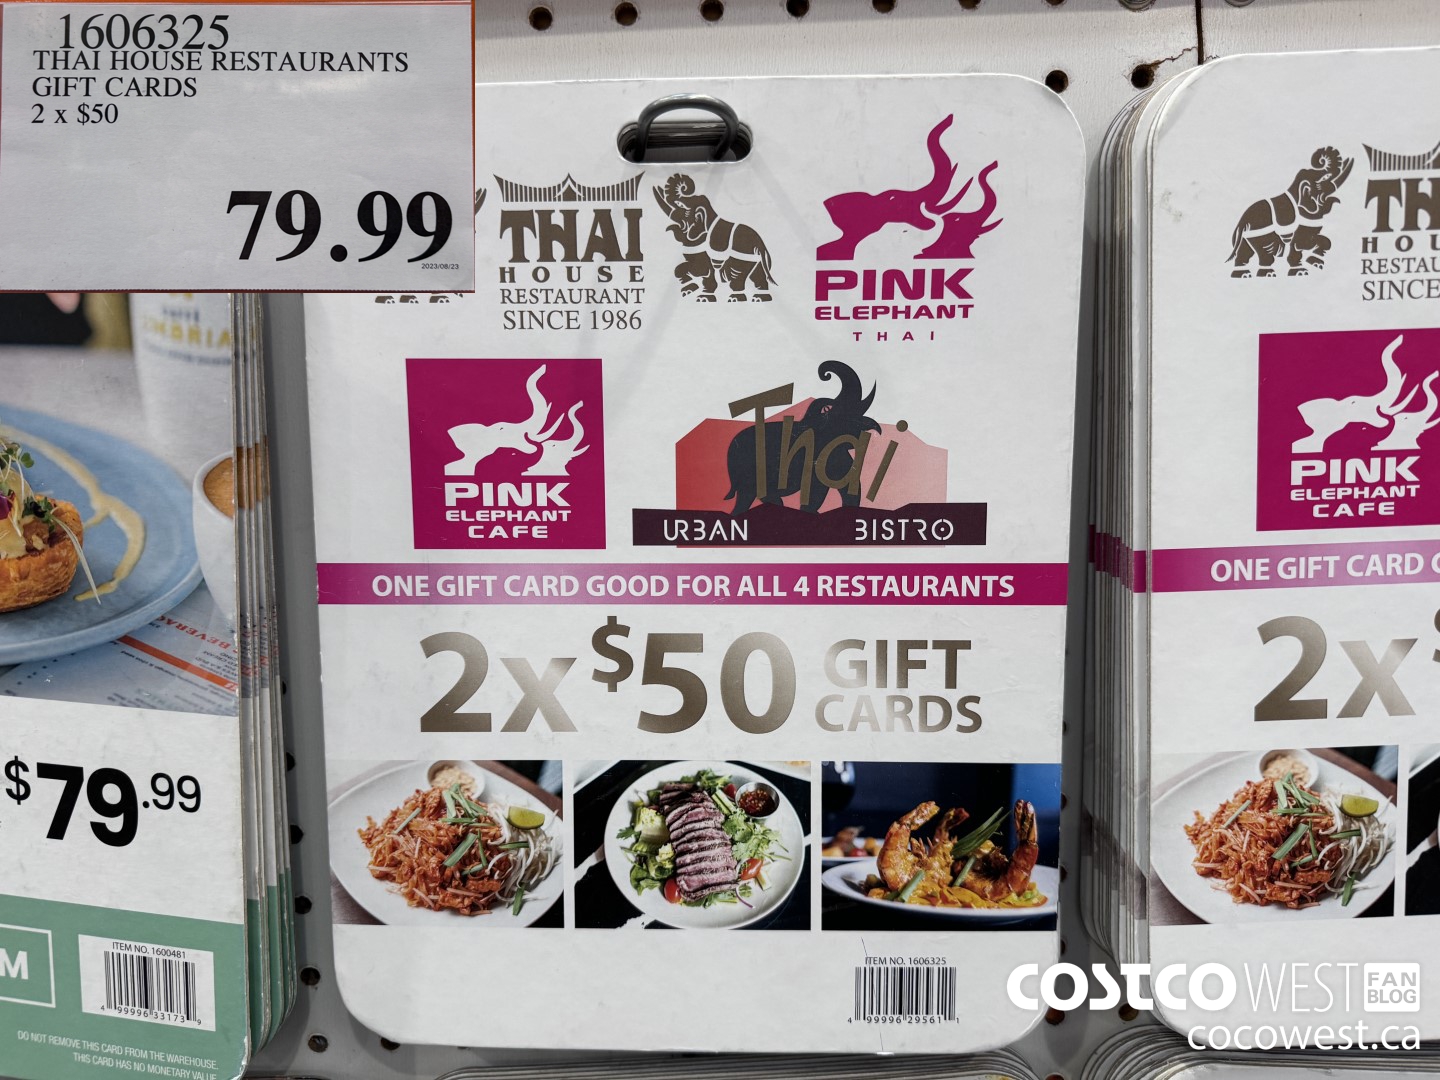 1606325
THAI HOUSE RESTAURANTS
GIFT CARDS
2 x $50
79.99
2023/08/23
THAI
HOUSE
RESTAURANT
SINCE 1986
PINK
ELEPHANT
THAI
PINK
ELEPHANT
CAFE
Thai
URBAN BISTRO
ONE GIFT CARD GOOD FOR ALL 4 RESTAURANTS
2x$50 GIFT
CARDS
ITEM NO. 1606325
4 99996 29561 1
$79.99
M
ITEM NO. 1600481
4 99996 33173 9
DO NOT REMOVE THIS CARD FROM THE WAREHOUSE.
THIS CARD HAS NO MONETARY VALUE
TH
HOU
RESTAU
SINCE
PINK
ELEPHANT
CAFE
ONE GIFT CARD
2x$
COSTCO WEST FAN
BLOG
cocowest.ca